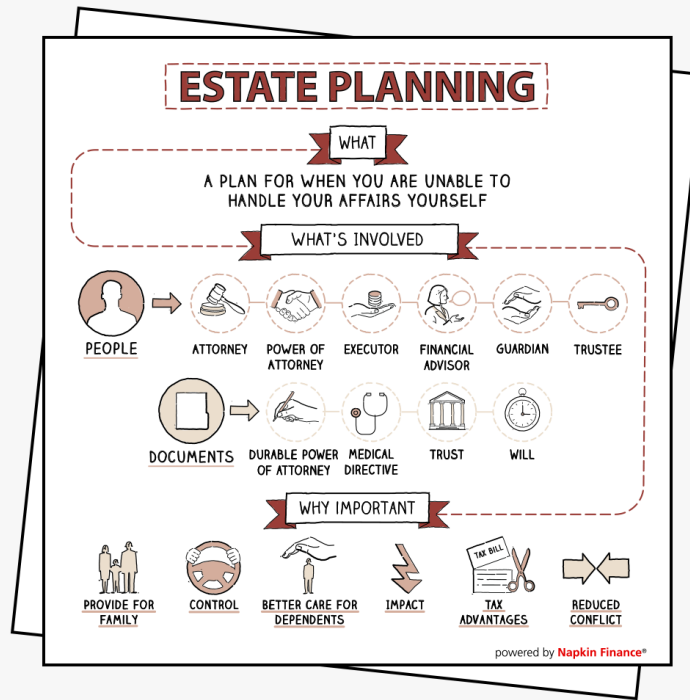 ESTATE PLANNING
WHAT
A PLAN FOR WHEN YOU ARE UNABLE TO
HANDLE YOUR AFFAIRS YOURSELF
WHAT'S INVOLVED
PEOPLE
ATTORNEY
POWER OF
ATTORNEY
EXECUTOR
FINANCIAL
ADVISOR
GUARDIAN
TRUSTEE
DOCUMENTS
DURABLE POWER
OF ATTORNEY
MEDICAL
DIRECTIVE
TRUST
WILL
WHY IMPORTANT
PROVIDE FOR
FAMILY
CONTROL
BETTER CARE FOR
DEPENDENTS
IMPACT
TAX BILL
TAX
ADVANTAGES
REDUCED
CONFLICT
powered by Napkin Finance®